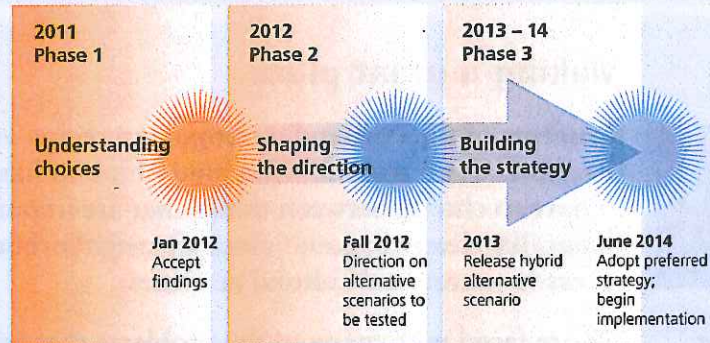 2011
Phase 1
2012
Phase 2
2013 – 14
Phase 3
Understanding
choices
Shaping
the direction
Building
the strategy
Jan 2012
Accept
findings
Fall 2012
Direction on
alternative
scenarios to
be tested
2013
Release hybrid
alternative
scenario
June 2014
Adopt preferred
strategy;
begin
implementation